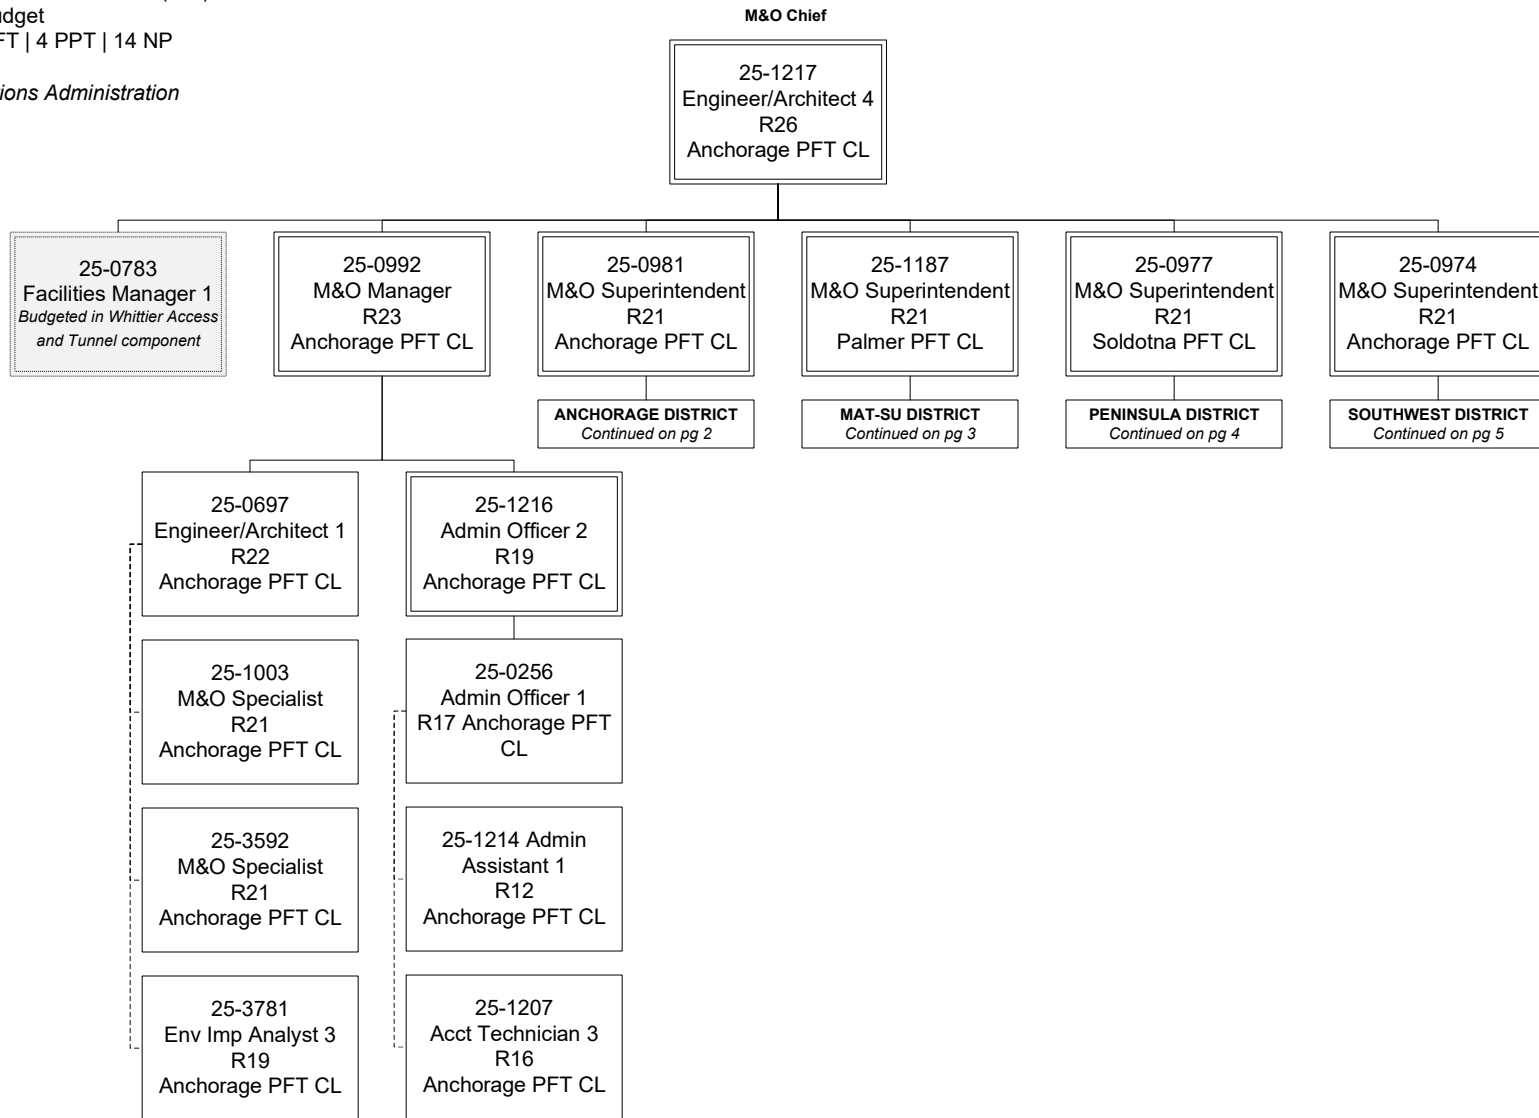 M&O Chief
FT | 4 PPT | 14 NP
25-1217
Engineer/Architect 4
R26
Anchorage PFT CL
25-0783
Facilities Manager 1
Budgeted in Whittier Access
and Tunnel component
25-0992
M&O Manager
R23
Anchorage PFT CL
25-0981
M&O Superintendent
R21
Anchorage PFT CL
25-1187
M&O Superintendent
R21
Palmer PFT CL
25-0977
M&O Superintendent
R21
Soldotna PFT CL
25-0974
M&O Superintendent
R21
Anchorage PFT CL
ANCHORAGE DISTRICT
Continued on pg 2
MAT-SU DISTRICT
Continued on pg 3
PENINSULA DISTRICT
Continued on pg 4
SOUTHWEST DISTRICT
Continued on pg 5
25-0697
Engineer/Architect 1
R22
Anchorage PFT CL
25-1216
Admin Officer 2
R19
Anchorage PFT CL
25-1003
M&O Specialist
R21
Anchorage PFT CL
25-0256
Admin Officer 1
R17 Anchorage PFT
CL
25-3592
M&O Specialist
R21
Anchorage PFT CL
25-1214 Admin
Assistant 1
R12
Anchorage PFT CL
25-3781
Env Imp Analyst 3
R19
Anchorage PFT CL
25-1207
Acct Technician 3
R16
Anchorage PFT CL
udget
tions Administration